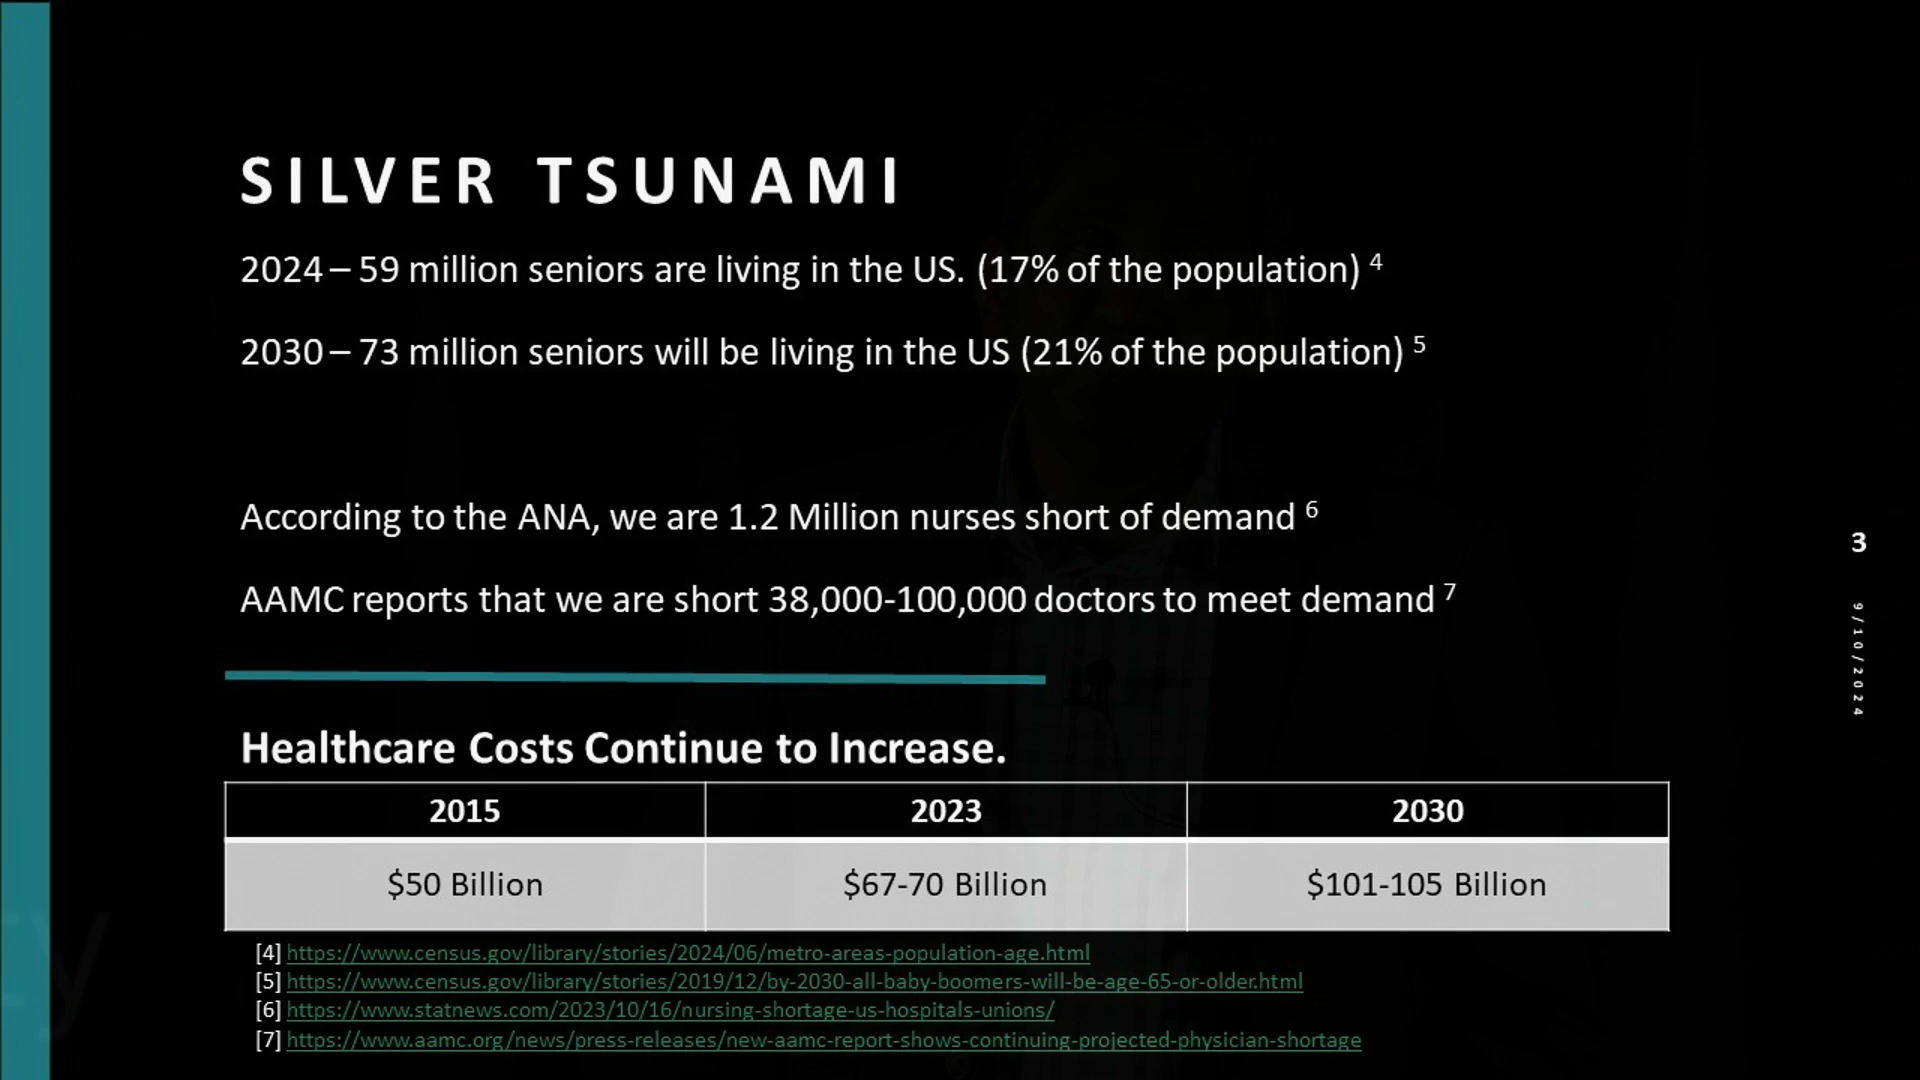 SILVER TSUNAMI
2024 – 59 million seniors are living in the US. (17% of the population) 4
2030 – 73 million seniors will be living in the US (21% of the population) 5
According to the ANA, we are 1.2 Million nurses short of demand 6
AAMC reports that we are short 38,000-100,000 doctors to meet demand 7
3
9/10/2024
Healthcare Costs Continue to Increase.
2015 2023 2030
$50 Billion $67-70 Billion $101-105 Billion
[4] https://www.census.gov/library/stories/2024/06/metro-areas-population-age.html
[5] https://www.census.gov/library/stories/2019/12/by-2030-all-baby-boomers-will-be-age-65-or-older.html
[6] https://www.statnews.com/2023/10/16/nursing-shortage-us-hospitals-unions/
[7] https://www.aamc.org/news/press-releases/new-aamc-report-shows-continuing-projected-physician-shortage